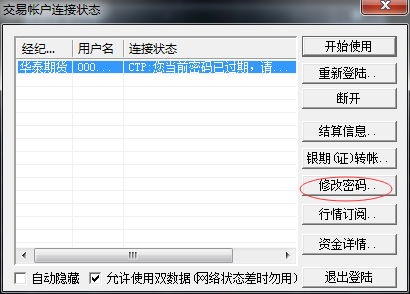 交易帐户连接状态
经纪... 用户名 连接状态
华泰期货 000... CTP:您当前密码已过期，请...
开始使用
重新登陆..
断开
结算信息..
银期(证)转帐..
修改密码..
行情订阅..
资金详情..
自动隐藏 允许使用双数据(网络状态差时勿用)
退出登陆